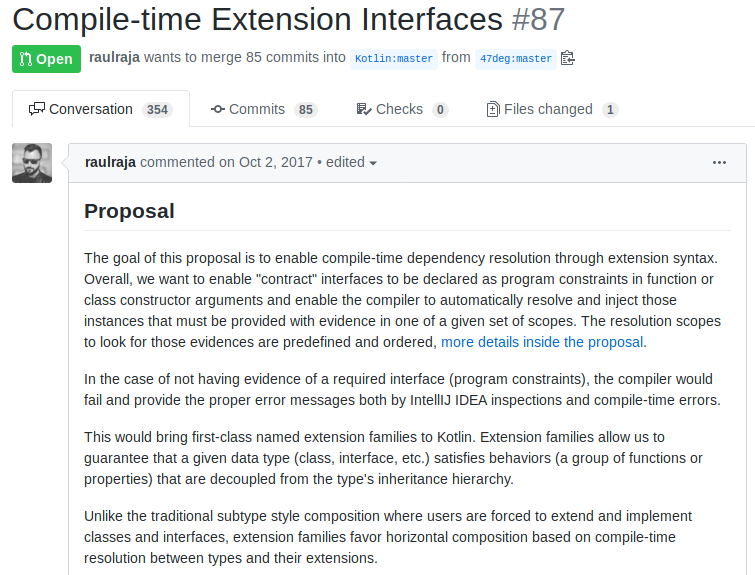 Compile-time Extension Interfaces #87
Open raulraja wants to merge 85 commits into Kotlin:master from 47deg:master
Conversation 354 Commits 85 Checks 0 Files changed 1
raulraja commented on Oct 2, 2017 • edited
Proposal
The goal of this proposal is to enable compile-time dependency resolution through extension syntax.
Overall, we want to enable "contract" interfaces to be declared as program constraints in function or
class constructor arguments and enable the compiler to automatically resolve and inject those
instances that must be provided with evidence in one of a given set of scopes. The resolution scopes
to look for those evidences are predefined and ordered, more details inside the proposal.
In the case of not having evidence of a required interface (program constraints), the compiler would
fail and provide the proper error messages both by IntellIJ IDEA inspections and compile-time errors.
This would bring first-class named extension families to Kotlin. Extension families allow us to
guarantee that a given data type (class, interface, etc.) satisfies behaviors (a group of functions or
properties) that are decoupled from the type's inheritance hierarchy.
Unlike the traditional subtype style composition where users are forced to extend and implement
classes and interfaces, extension families favor horizontal composition based on compile-time
resolution between types and their extensions.